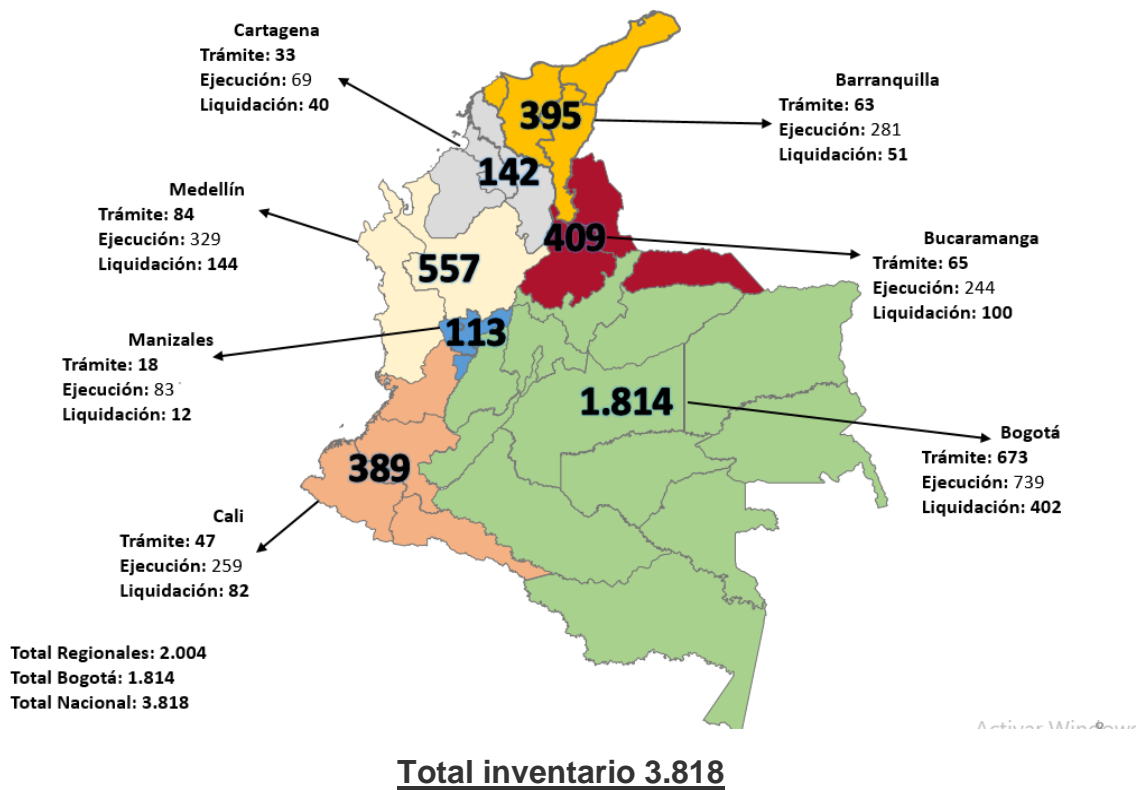 Cartagena
Trámite: 33
Ejecución: 69
Liquidación: 40
Barranquilla
Trámite: 63
Ejecución: 281
Liquidación: 51
395
142
Medellín
Trámite: 84
Ejecución: 329
Liquidación: 144
409
Bucaramanga
Trámite: 65
Ejecución: 244
Liquidación: 100
557
113
Manizales
Trámite: 18
Ejecución: 83
Liquidación: 12
1.814
Bogotá
Trámite: 673
Ejecución: 739
Liquidación: 402
389
Cali
Trámite: 47
Ejecución: 259
Liquidación: 82
Total Regionales: 2.004
Total Bogotá: 1.814
Total Nacional: 3.818
Activar Windows
Total inventario 3.818